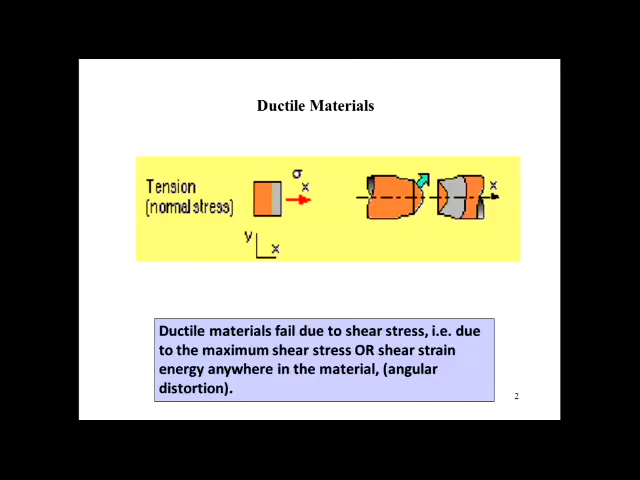 Ductile Materials
Tension
(normal stress)
σ
x
y
x
x
Ductile materials fail due to shear stress, i.e. due
to the maximum shear stress OR shear strain
energy anywhere in the material, (angular
distortion).
2